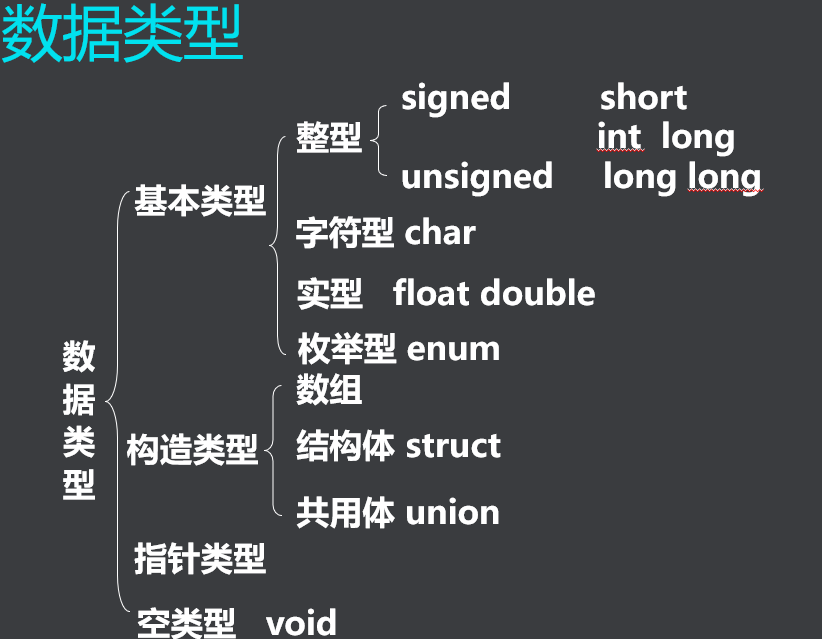 数据类型
signed short
整型
int long
unsigned long long
基本类型
字符型 char
实型 float double
枚举型 enum
数据类型
数组
构造类型
结构体 struct
共用体 union
指针类型
空类型 void